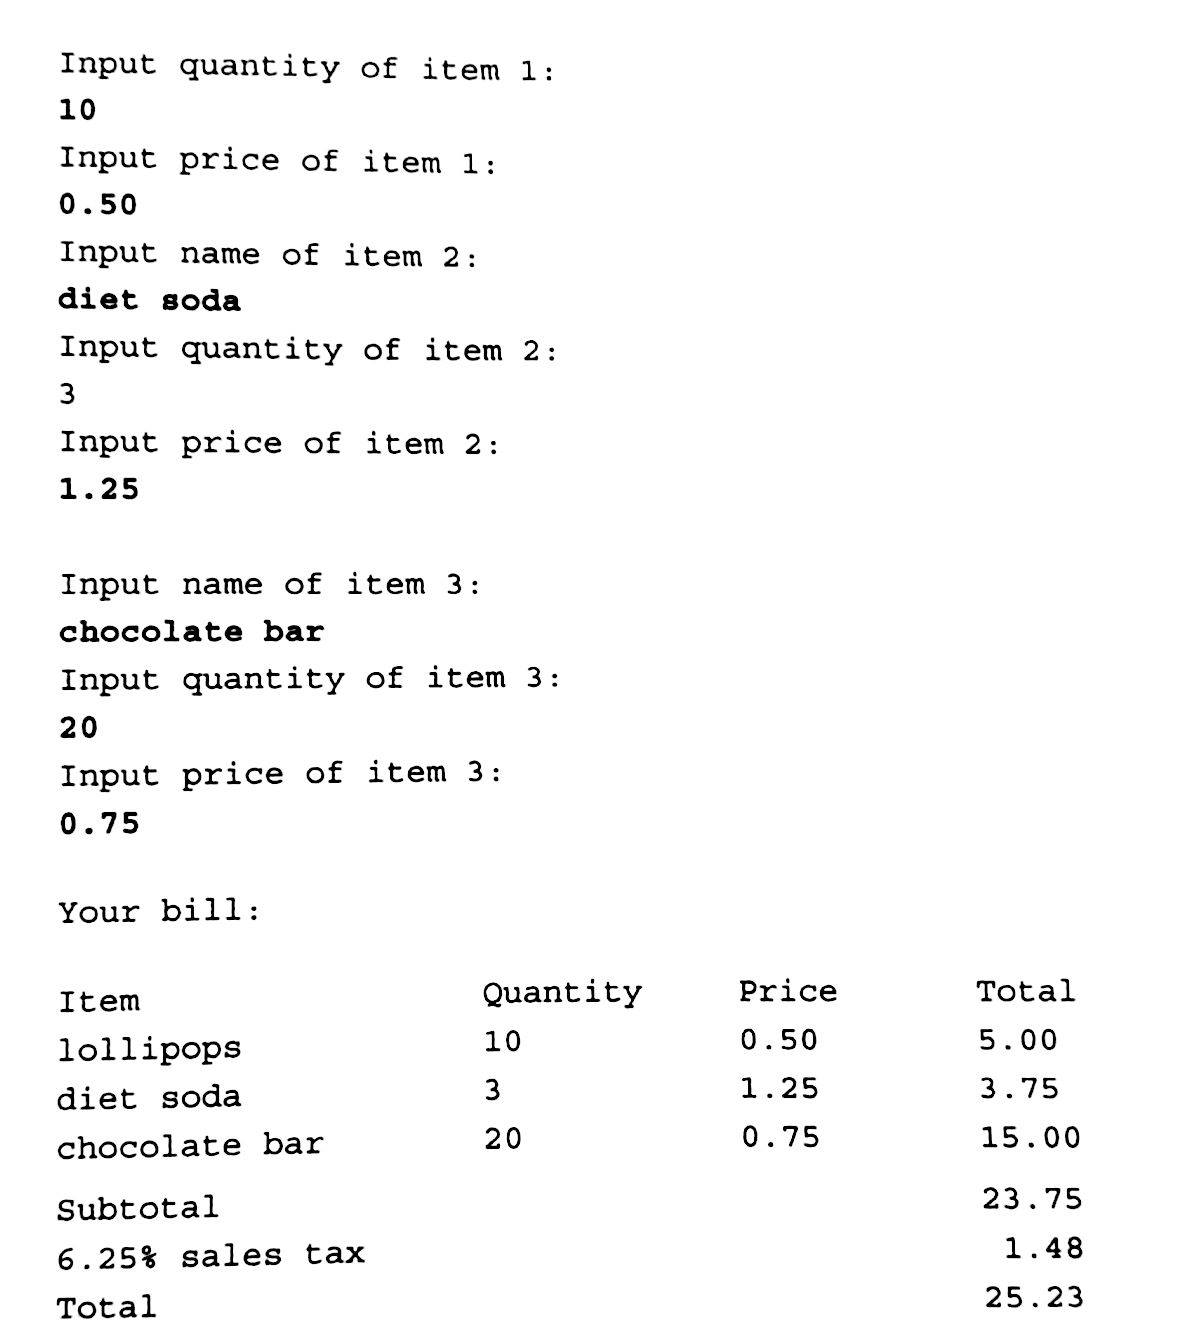 Input quantity of item 1:
10
Input price of item 1:
0.50
Input name of item 2:
diet soda
Input quantity of item 2:
3
Input price of item 2:
1.25
Input name of item 3:
chocolate bar
Input quantity of item 3:
20
Input price of item 3:
0.75
Your bill:
Item Quantity Price Total
lollipops 10 0.50 5.00
diet soda 3 1.25 3.75
chocolate bar 20 0.75 15.00
Subtotal 23.75
6.25% sales tax 1.48
Total 25.23